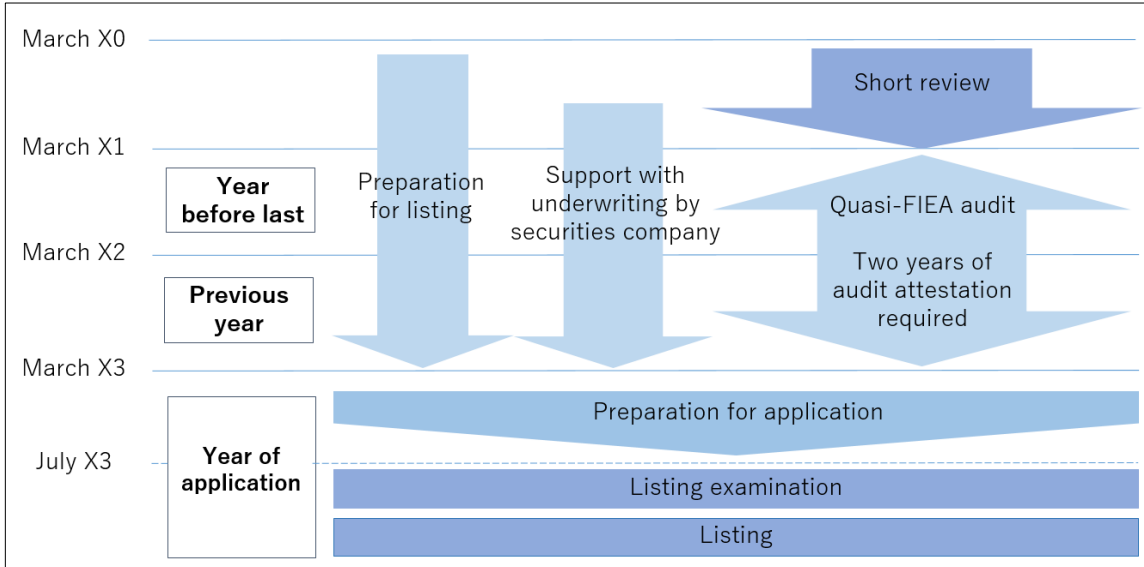 March X0
Short review
March X1
Year
before last
Preparation
for listing
Support with
underwriting by
securities company
Quasi-FIEA audit
March X2
Two years of
audit attestation
required
Previous
year
March X3
Preparation for application
July X3
Year of
application
Listing examination
Listing